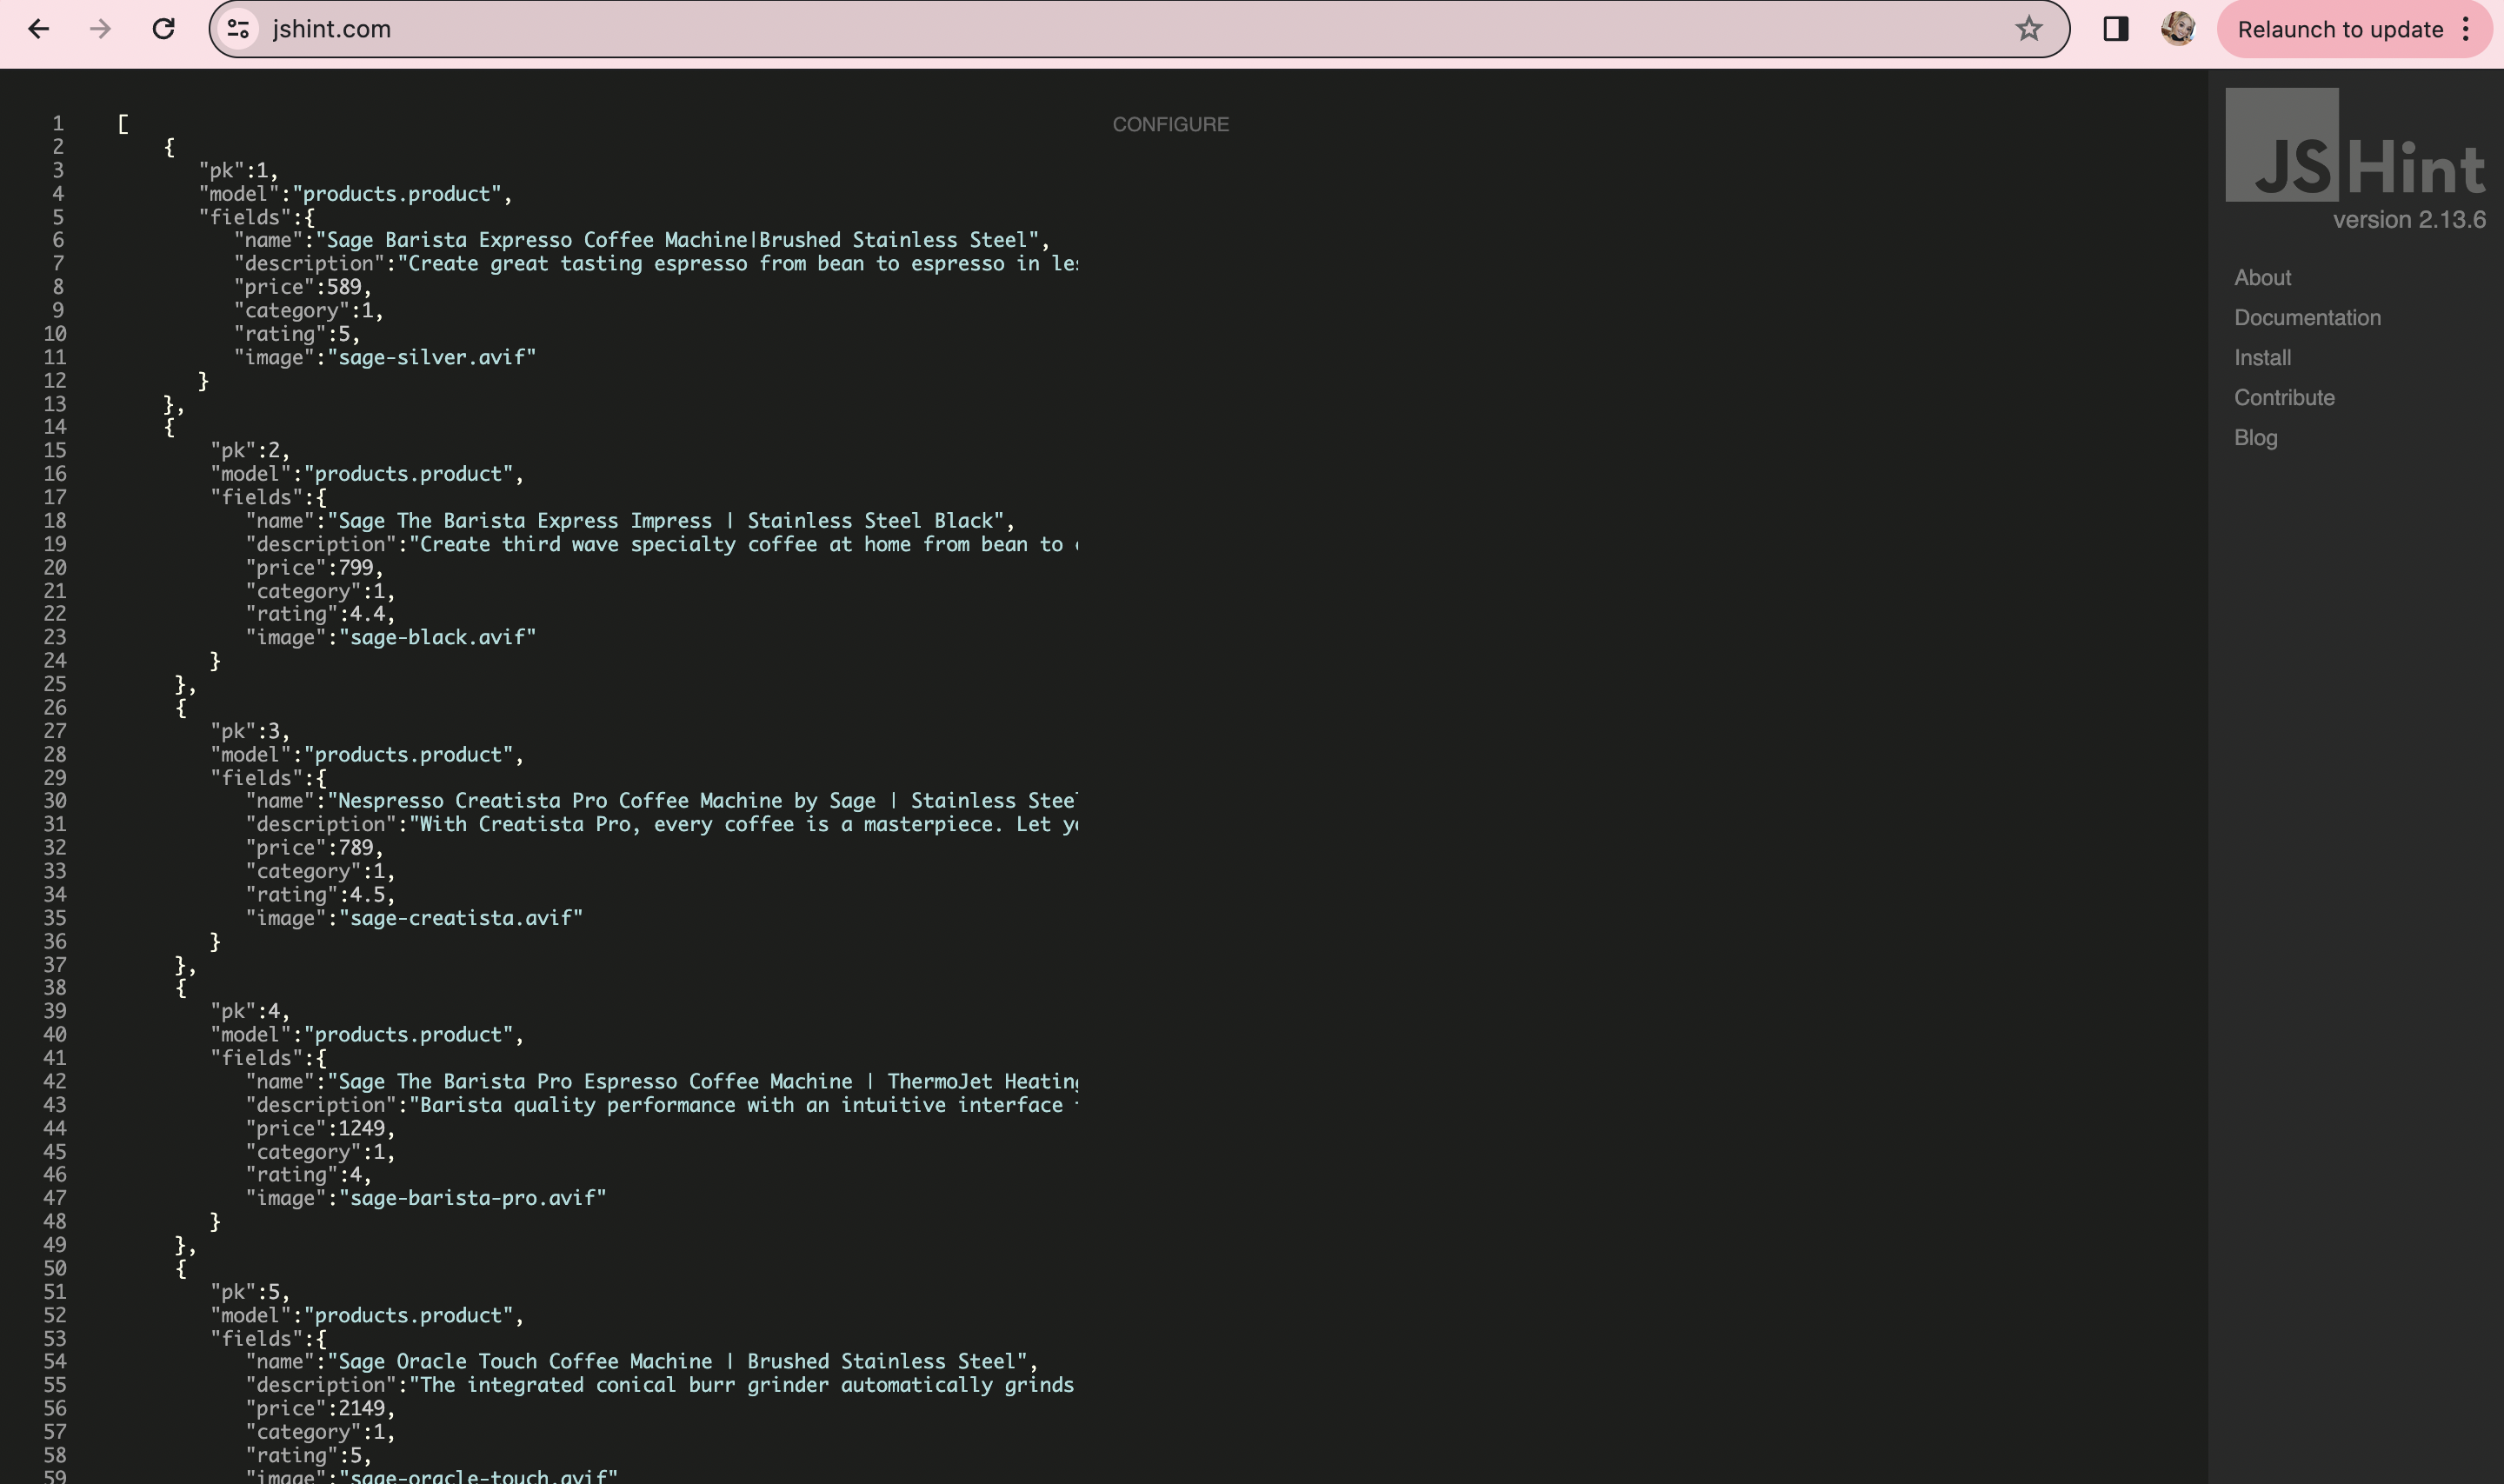 jshint.com
Relaunch to update
CONFIGURE
JSHint
version 2.13.6
About
Documentation
Install
Contribute
Blog
1 [
2 {
3 "pk":1,
4 "model":"products.product",
5 "fields":{
6 "name":"Sage Barista Expresso Coffee Machine|Brushed Stainless Steel",
7 "description":"Create great tasting espresso from bean to espresso in
8 "price":589,
9 "category":1,
10 "rating":5,
11 "image":"sage-silver.avif"
12 }
13 },
14 {
15 "pk":2,
16 "model":"products.product",
17 "fields":{
18 "name":"Sage The Barista Express Impress | Stainless Steel Black",
19 "description":"Create third wave specialty coffee at home from bean to
20 "price":799,
21 "category":1,
22 "rating":4.4,
23 "image":"sage-black.avif"
24 }
25 },
26 {
27 "pk":3,
28 "model":"products.product",
29 "fields":{
30 "name":"Nespresso Creatista Pro Coffee Machine by Sage | Stainless Steel
31 "description":"With Creatista Pro, every coffee is a masterpiece. Let
32 "price":789,
33 "category":1,
34 "rating":4.5,
35 "image":"sage-creatista.avif"
36 }
37 },
38 {
39 "pk":4,
40 "model":"products.product",
41 "fields":{
42 "name":"Sage The Barista Pro Espresso Coffee Machine | ThermoJet Heating
43 "description":"Barista quality performance with an intuitive interface
44 "price":1249,
45 "category":1,
46 "rating":4,
47 "image":"sage-barista-pro.avif"
48 }
49 },
50 {
51 "pk":5,
52 "model":"products.product",
53 "fields":{
54 "name":"Sage Oracle Touch Coffee Machine | Brushed Stainless Steel",
55 "description":"The integrated conical burr grinder automatically grinds
56 "price":2149,
57 "category":1,
58 "rating":5,
59 "image":"sage-oracle-touch.avif"